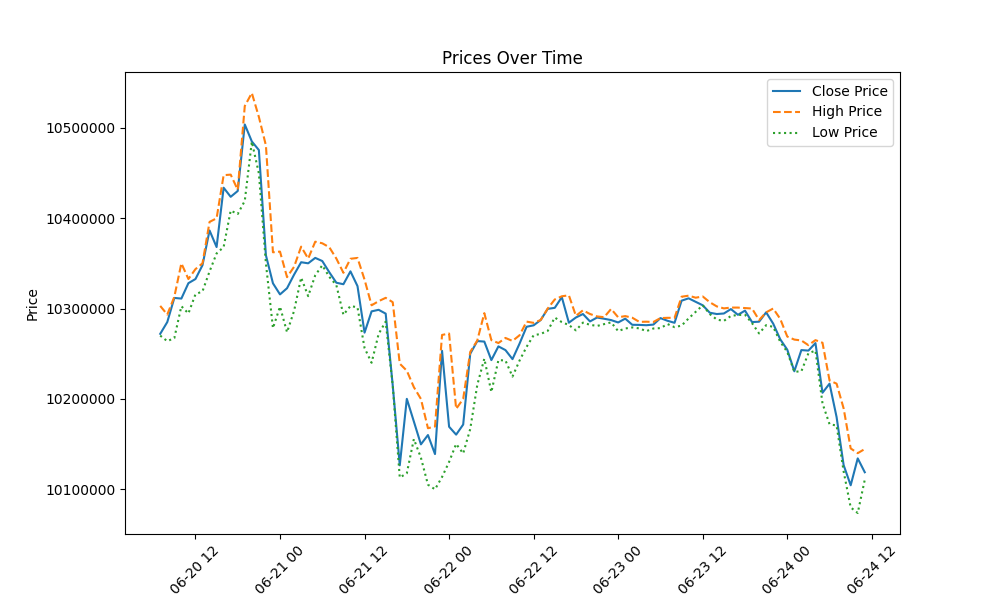 Prices Over Time
Close Price
High Price
Low Price
Price
10500000
10400000
10300000
10200000
10100000
06-20 12
06-21 00
06-21 12
06-22 00
06-22 12
06-23 00
06-23 12
06-24 00
06-24 12